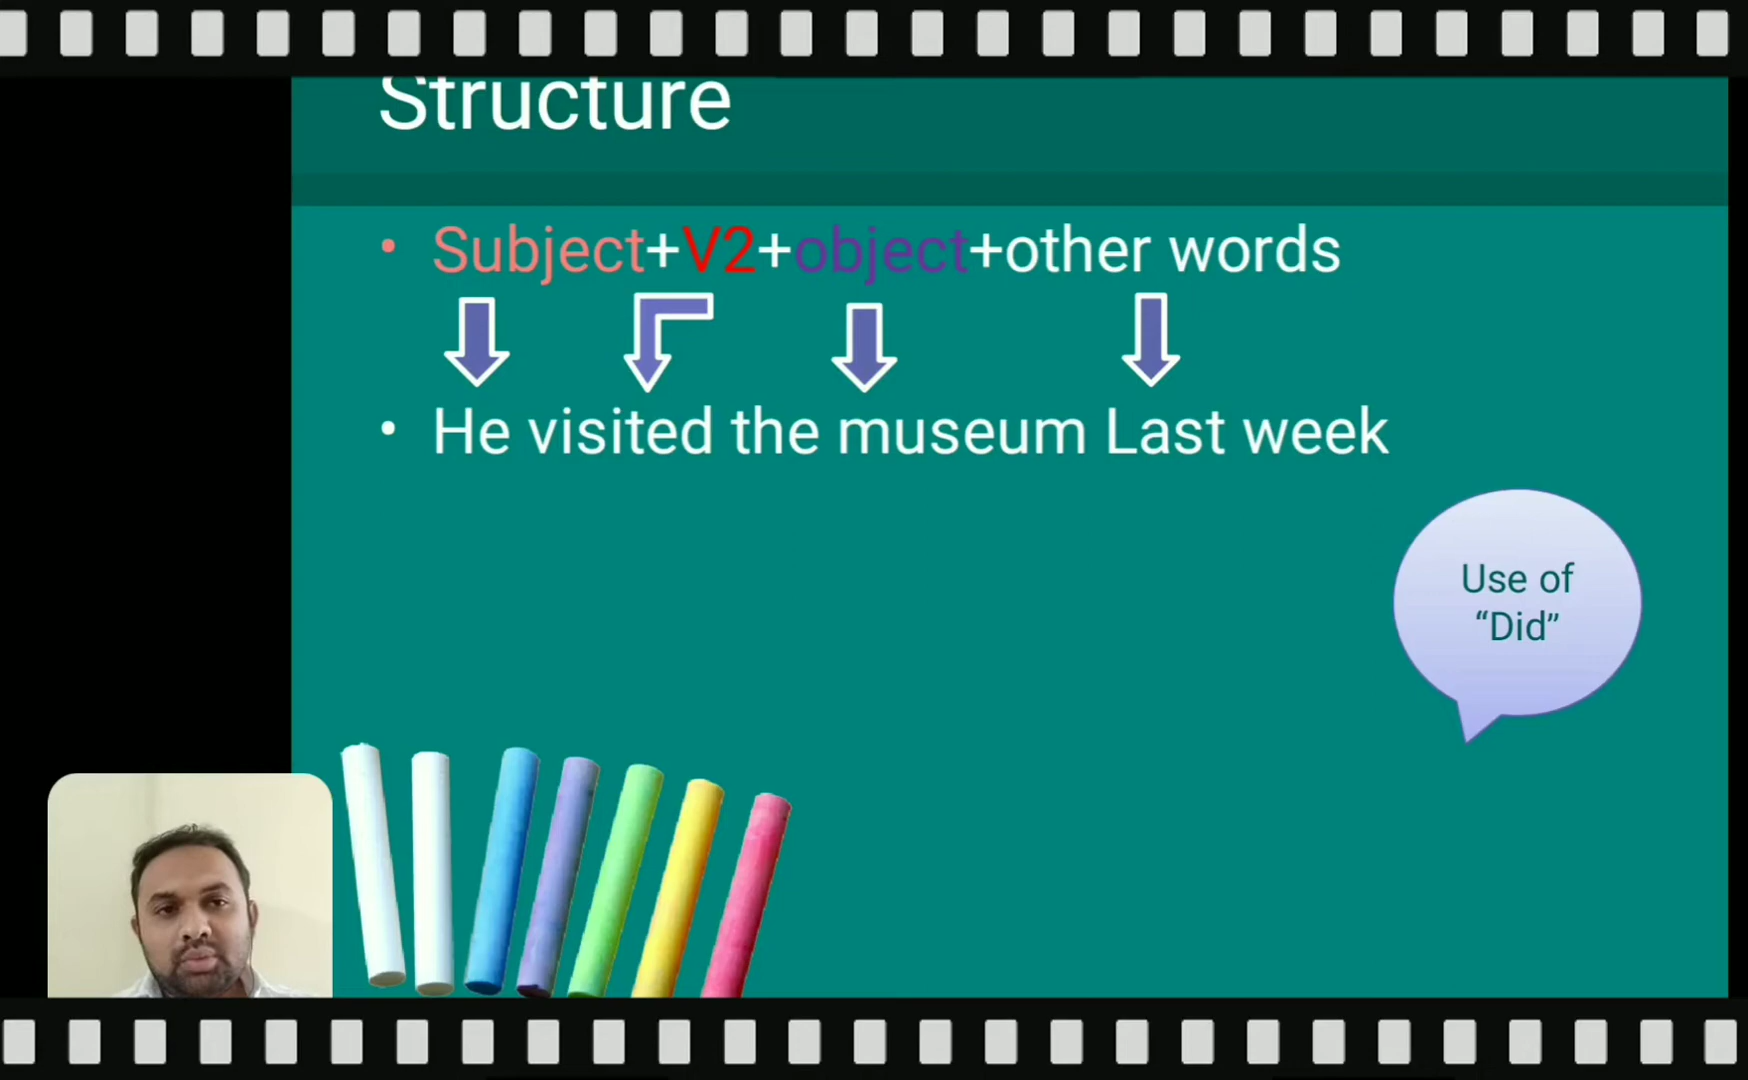 Structure
• Subject+V2+object+other words
• He visited the museum Last week
Use of
“Did”